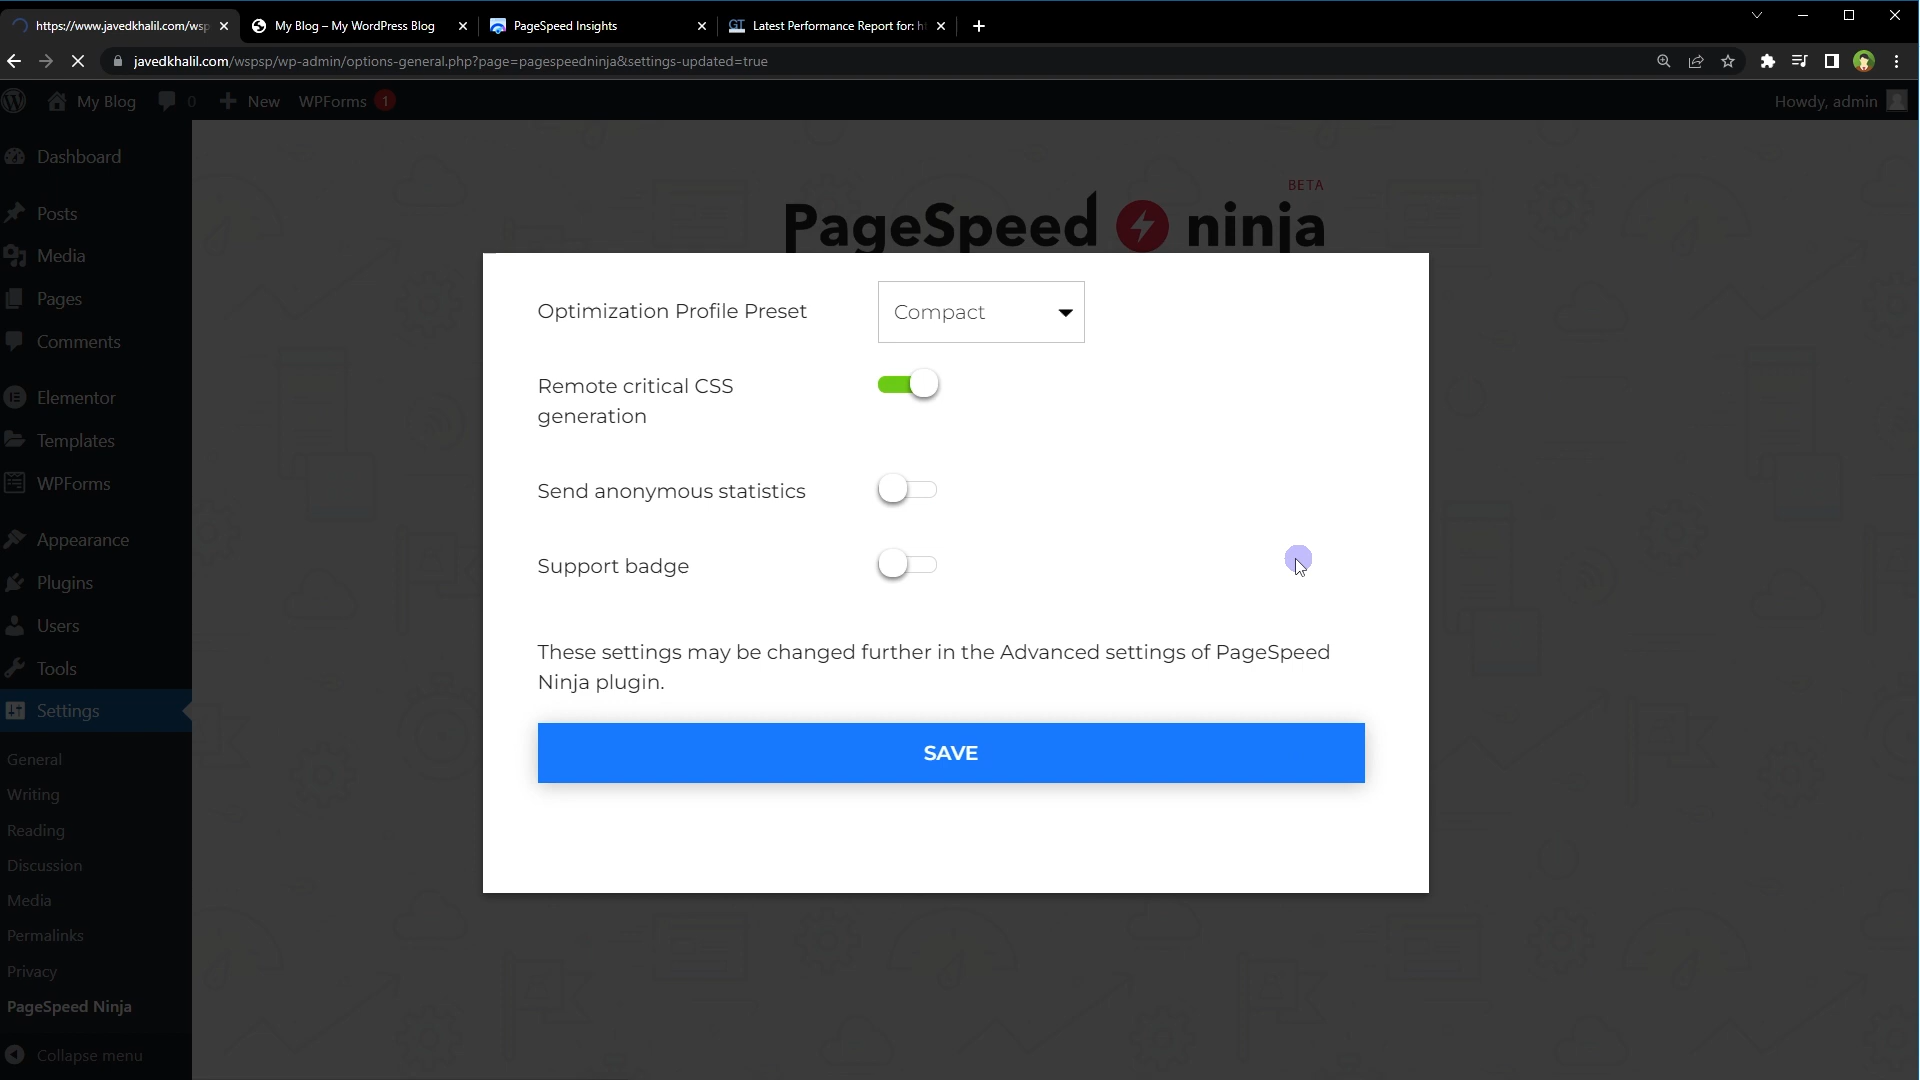 https://www.javedkhalil.com/wsp
My Blog – My WordPress Blog
PageSpeed Insights
GT
Latest Performance Report for: h
javedkhalil.com/wspsp/wp-admin/options-general.php?page=pagespeedninja&settings-updated=true
My Blog
0
New
WPForms
1
Howdy, admin
Dashboard
Posts
Media
Pages
Comments
Elementor
Templates
WPForms
Appearance
Plugins
Users
Tools
Settings
General
Writing
Reading
Discussion
Media
Permalinks
Privacy
PageSpeed Ninja
Collapse menu
BETA
PageSpeed ninja
Optimization Profile Preset
Compact
Remote critical CSS
generation
Send anonymous statistics
Support badge
These settings may be changed further in the Advanced settings of PageSpeed
Ninja plugin.
SAVE